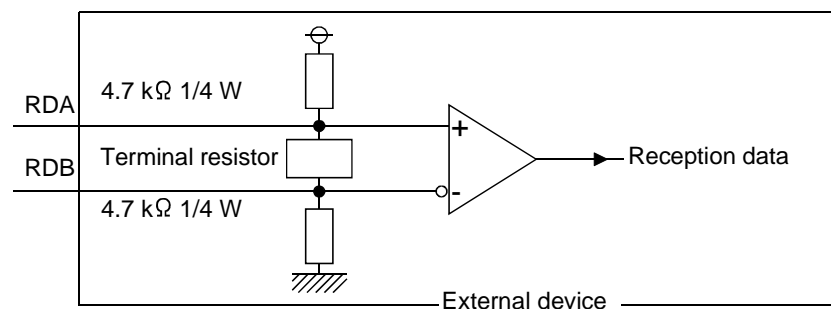 4.7 kΩ 1/4 W
RDA
+
Terminal resistor
Reception data
RDB
-
4.7 kΩ 1/4 W
External device